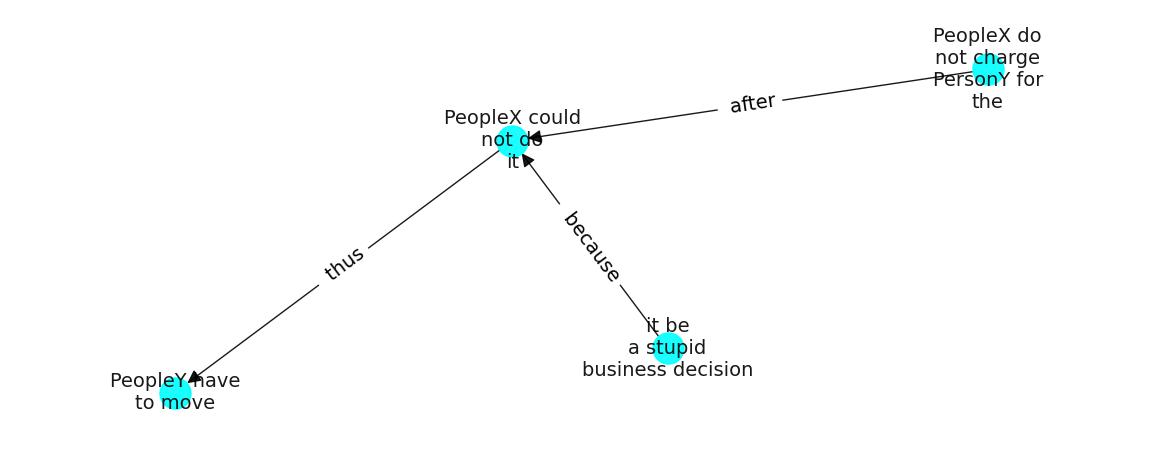 PeopleX do
not charge
PersonY for
the
after
PeopleX could
not do
it
because
thus
it be
a stupid
business decision
PeopleY have
to move